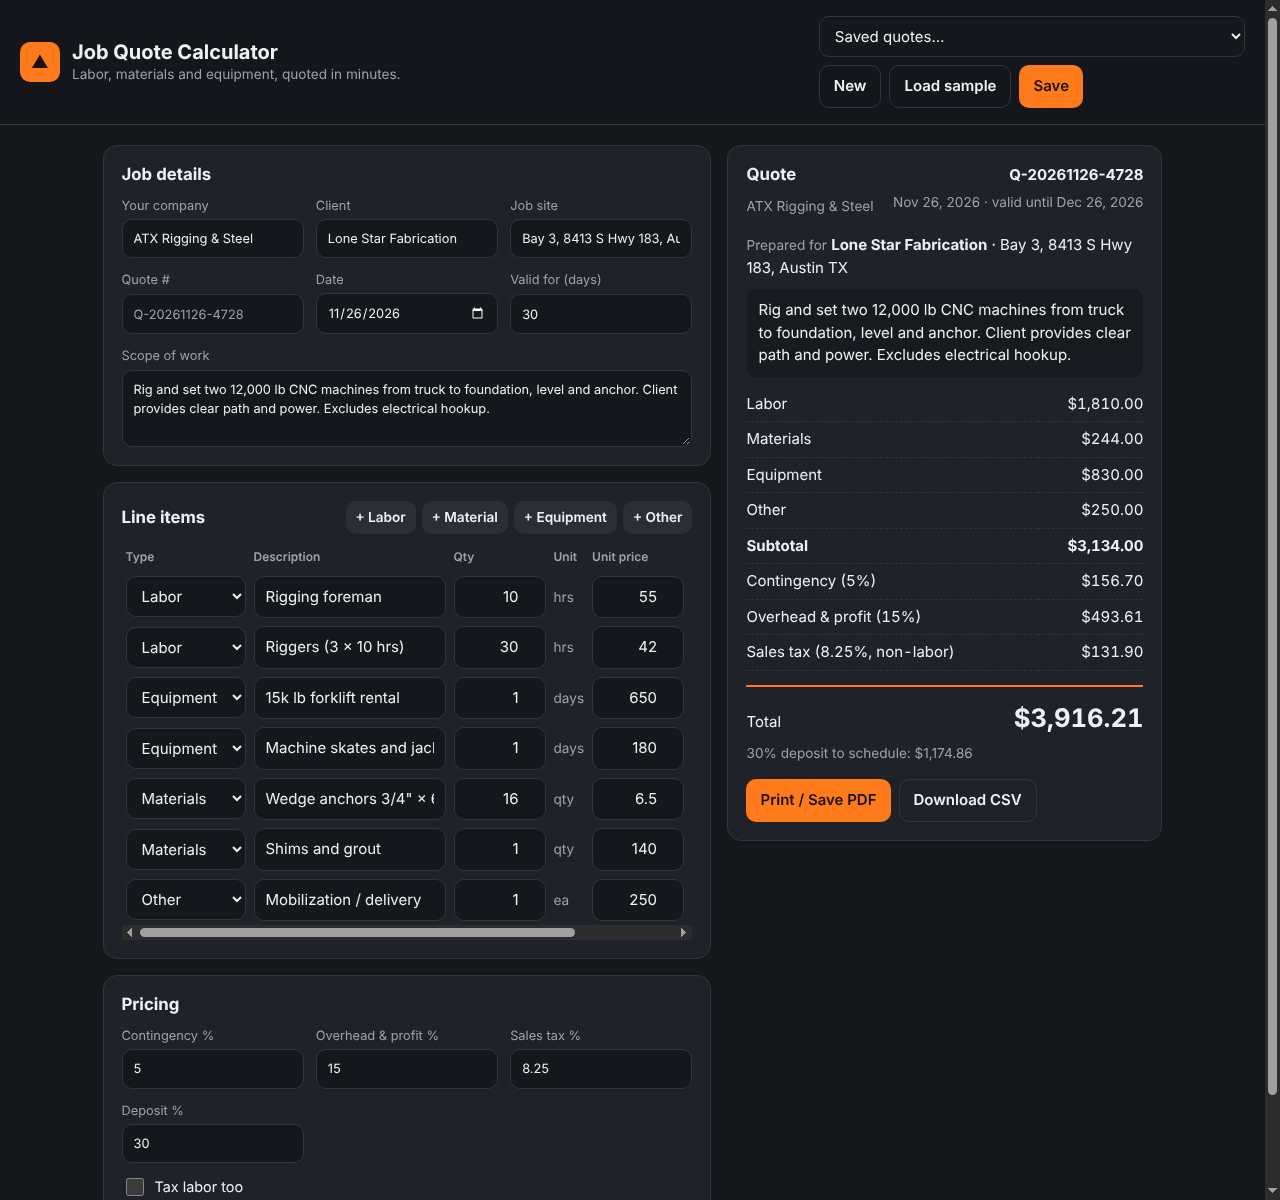 Job Quote Calculator
Labor, materials and equipment, quoted in minutes.
Saved quotes...
New
Load sample
Save
Job details
Your company
Client
Job site
ATX Rigging & Steel
Lone Star Fabrication
Bay 3, 8413 S Hwy 183, Au
Quote #
Date
Valid for (days)
Q-20261126-4728
11/26/2026
30
Scope of work
Rig and set two 12,000 lb CNC machines from truck to foundation, level and anchor. Client
provides clear path and power. Excludes electrical hookup.
Line items
+ Labor
+ Material
+ Equipment
+ Other
Type
Description
Qty
Unit
Unit price
Labor
Rigging foreman
10
hrs
55
Labor
Riggers (3 × 10 hrs)
30
hrs
42
Equipment
15k lb forklift rental
1
days
650
Equipment
Machine skates and jacl
1
days
180
Materials
Wedge anchors 3/4" × 6
16
qty
6.5
Materials
Shims and grout
1
qty
140
Other
Mobilization / delivery
1
ea
250
Pricing
Contingency %
Overhead & profit %
Sales tax %
5
15
8.25
Deposit %
30
Tax labor too
Quote
Q-20261126-4728
ATX Rigging & Steel
Nov 26, 2026 · valid until Dec 26, 2026
Prepared for Lone Star Fabrication · Bay 3, 8413 S Hwy
183, Austin TX
Rig and set two 12,000 lb CNC machines from truck
to foundation, level and anchor. Client provides clear
path and power. Excludes electrical hookup.
Labor
$1,810.00
Materials
$244.00
Equipment
$830.00
Other
$250.00
Subtotal
$3,134.00
Contingency (5%)
$156.70
Overhead & profit (15%)
$493.61
Sales tax (8.25%, non-labor)
$131.90
Total
$3,916.21
30% deposit to schedule: $1,174.86
Print / Save PDF
Download CSV